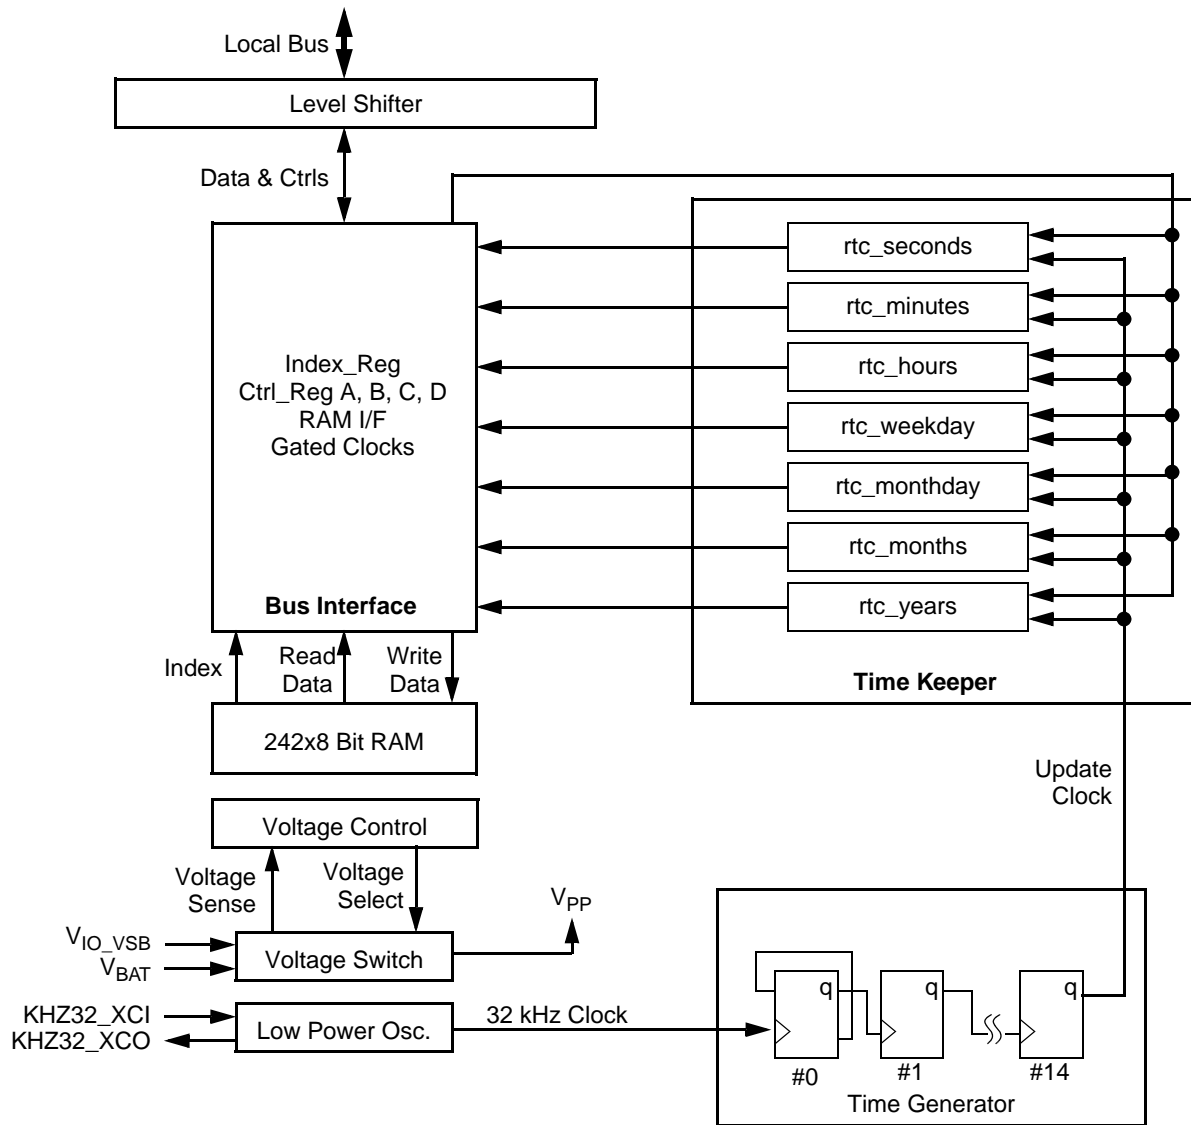 Local Bus
Level Shifter
Data & Ctrls
rtc_seconds
rtc_minutes
rtc_hours
rtc_weekday
rtc_monthday
rtc_months
rtc_years
Time Keeper
Index_Reg
Ctrl_Reg A, B, C, D
RAM I/F
Gated Clocks
Bus Interface
Index
Read
Data
Write
Data
242x8 Bit RAM
Update
Clock
Voltage Control
Voltage
Sense
Voltage
Select
VPP
VIO_VSB
VBAT
Voltage Switch
KHZ32_XCI
KHZ32_XCO
Low Power Osc.
32 kHz Clock
q
q
q
#0
#1
#14
Time Generator